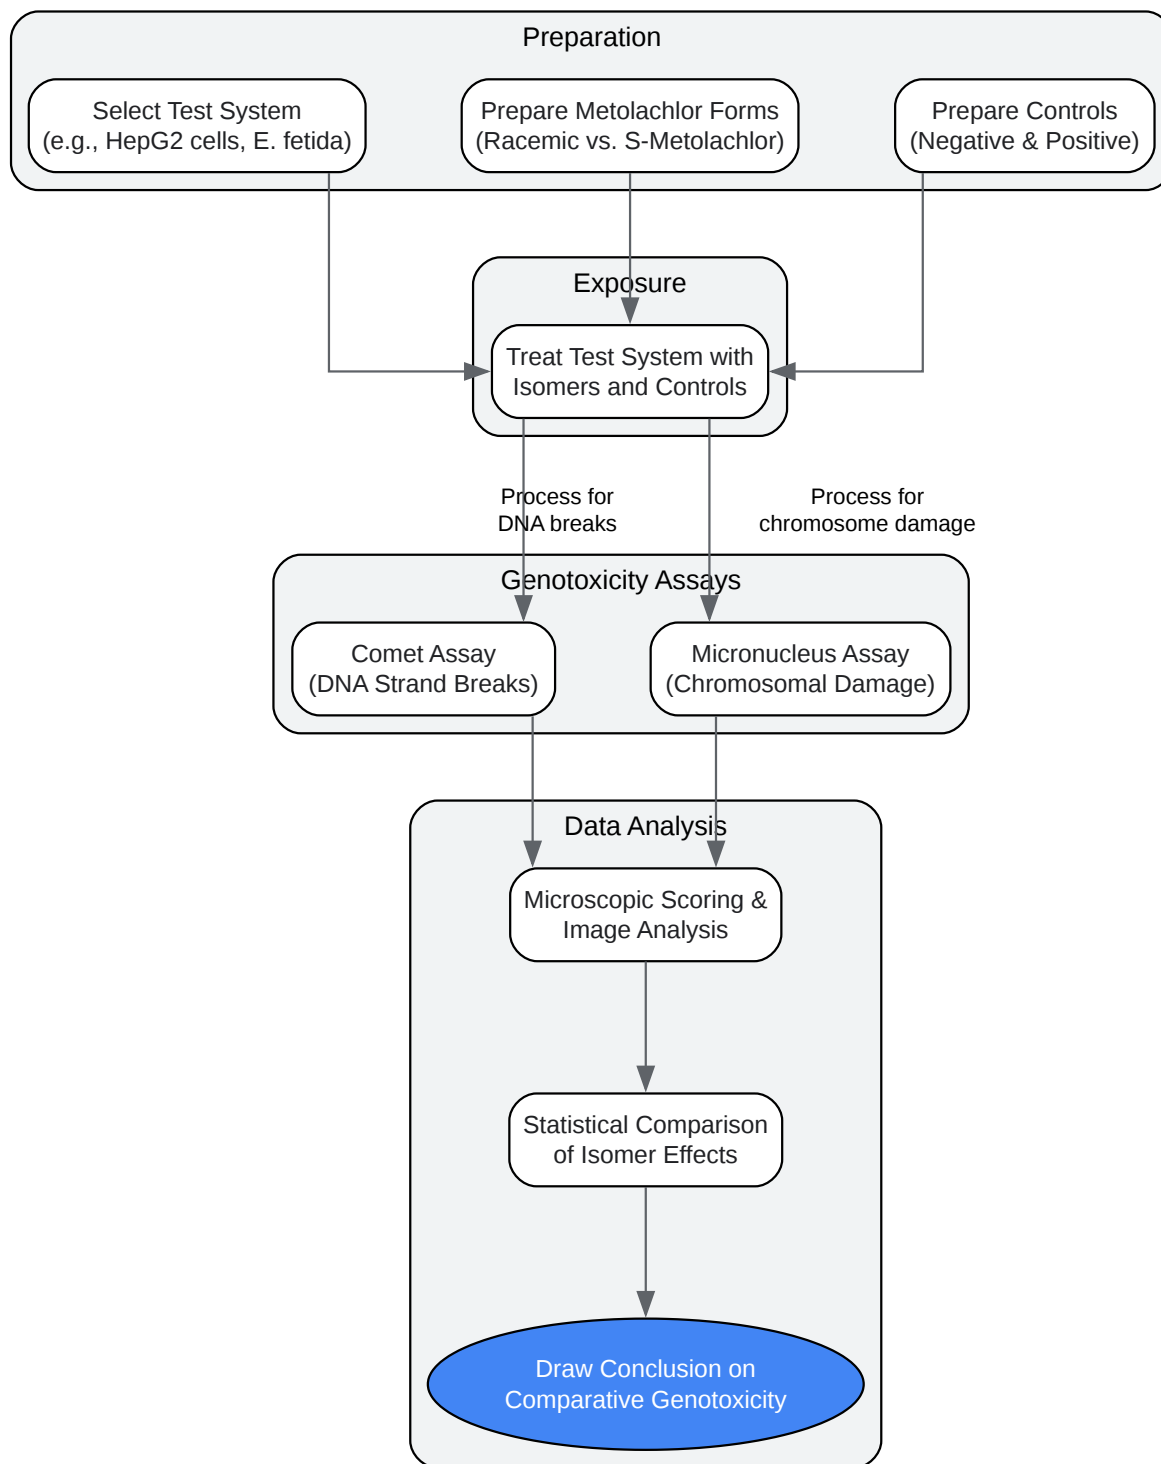 Preparation
Select Test System
(e.g., HepG2 cells, E. fetida)
Prepare Metolachlor Forms
(Racemic vs. S-Metolachlor)
Prepare Controls
(Negative & Positive)
Exposure
Treat Test System with
Isomers and Controls
Process for
DNA breaks
Process for
chromosome damage
Genotoxicity Assays
Comet Assay
(DNA Strand Breaks)
Micronucleus Assay
(Chromosomal Damage)
Data Analysis
Microscopic Scoring &
Image Analysis
Statistical Comparison
of Isomer Effects
Draw Conclusion on
Comparative Genotoxicity